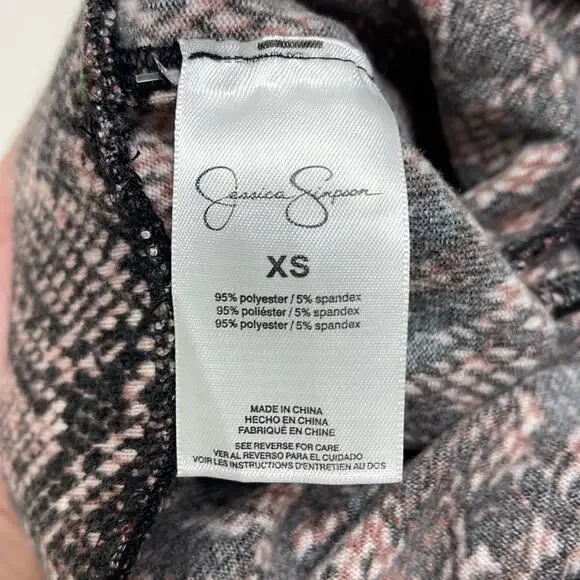 Jessica Simpson
XS
95% polyester / 5% spandex
95% poliéster / 5% spandex
95% polyester / 5% spandex
MADE IN CHINA
HECHO EN CHINA
FABRIQUÉ EN CHINE
SEE REVERSE FOR CARE
VER AL REVERSO PARA EL CUIDADO
VOIR LES INSTRUCTIONS D'ENTRETIEN AU DOS